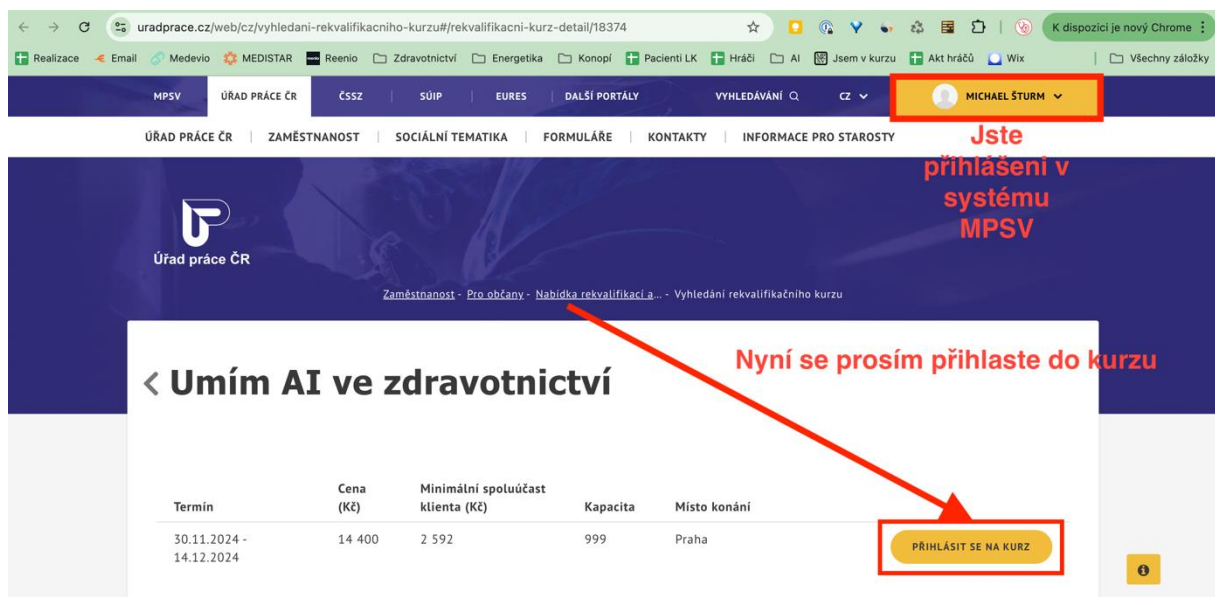 uradprace.cz/web/cz/vyhledani-rekvalifikacniho-kurzu#/rekvalifikacni-kurz-detail/18374
K dispozici je nový Chrome
Realizace Email Medevio MEDISTAR Reenio Zdravotnictví Energetika Konopí Pacienti LK Hráči AI Jsem v kurzu Akt hráčů Wix Všechny záložky
MPSV ÚŘAD PRÁCE ČR ČSSZ SÚIP EURES DALŠÍ PORTÁLY VYHLEDÁVÁNÍ CZ MICHAEL ŠTURM
ÚŘAD PRÁCE ČR ZAMĚSTNANOST SOCIÁLNÍ TEMATIKA FORMULÁŘE KONTAKTY INFORMACE PRO STAROSTY
Jste
přihlášeni v
systému
MPSV
Úřad práce ČR
Zaměstnanost - Pro občany - Nabídka rekvalifikací a... - Vyhledání rekvalifikačního kurzu
Nyní se prosím přihlaste do kurzu
Umím AI ve zdravotnictví
Termín Cena (Kč) Minimální spoluúčast klienta (Kč) Kapacita Místo konání
30.11.2024 - 14.12.2024 14 400 2 592 999 Praha PŘIHLÁSIT SE NA KURZ